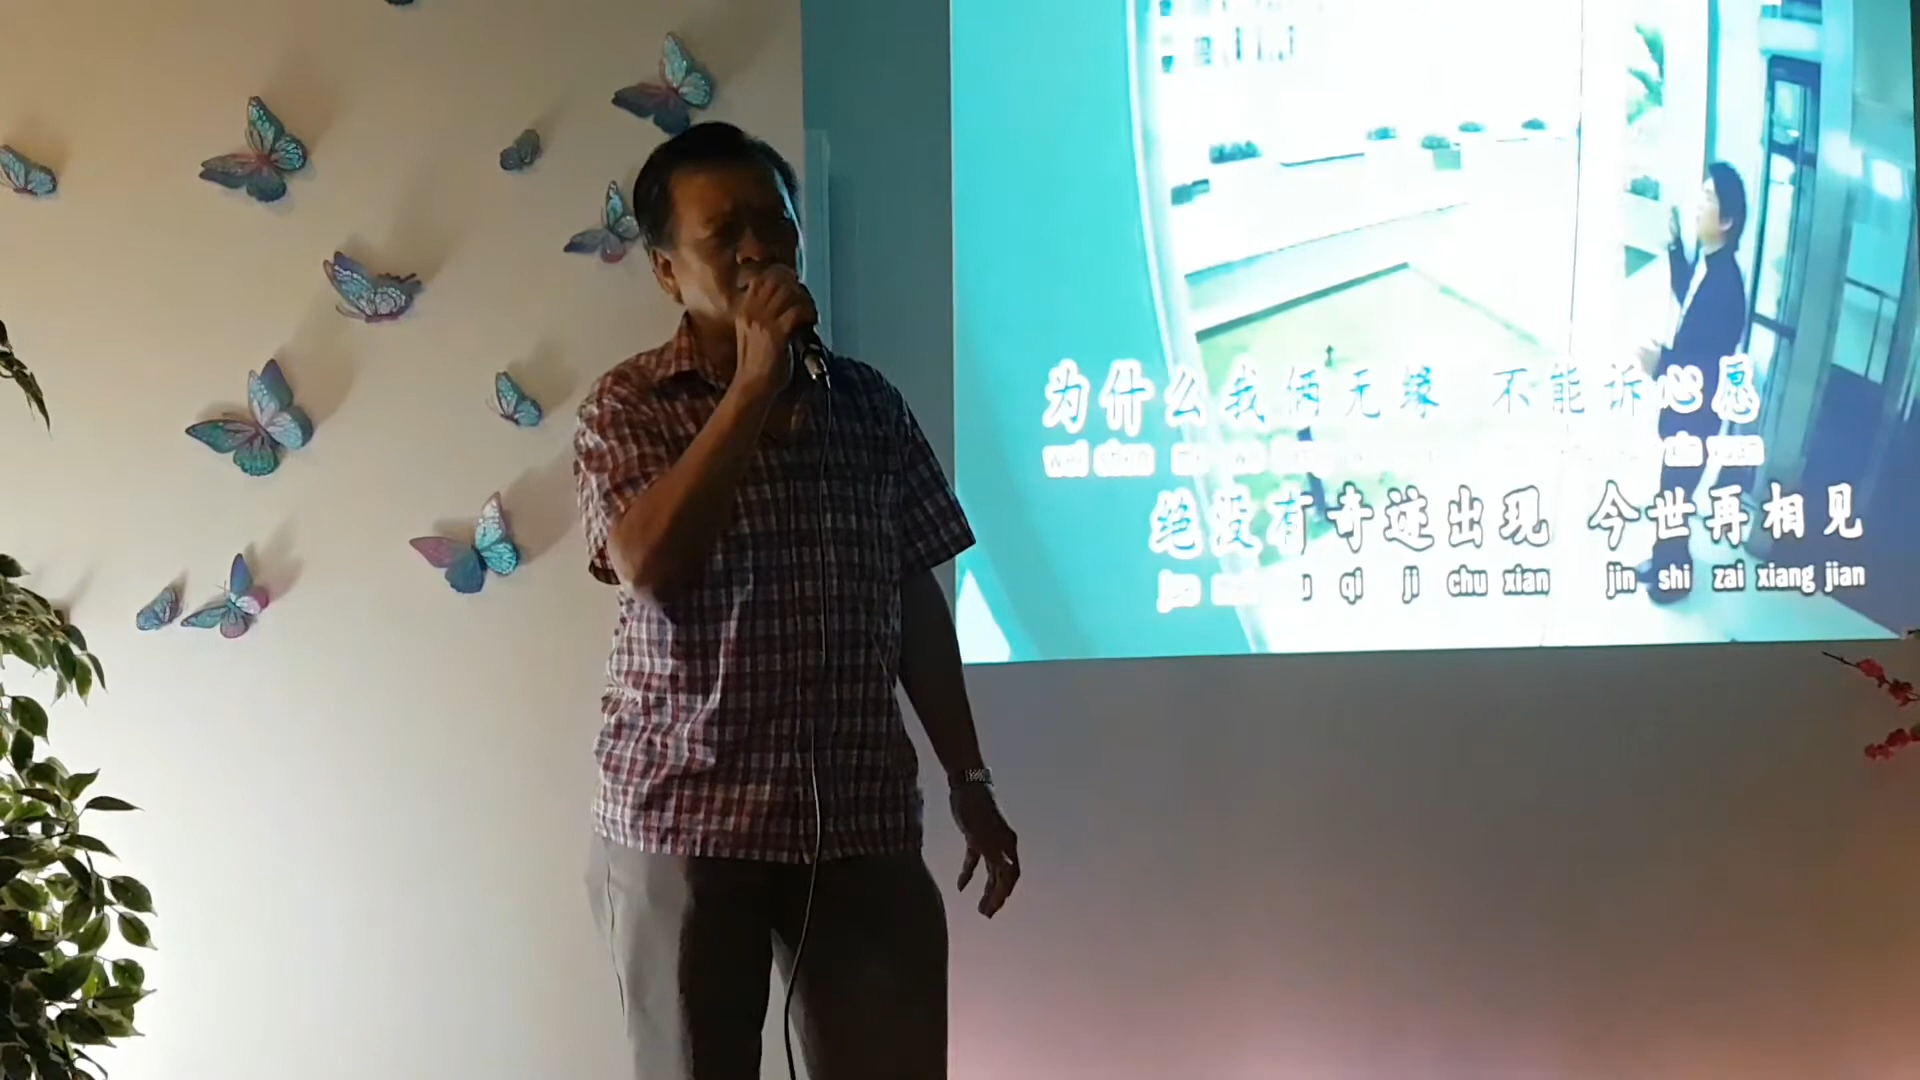 为什么我俩无缘 不能诉心愿
wei
绝没有奇迹出现 今世再相见
qi ji chu xian jin shi zai xiang jian